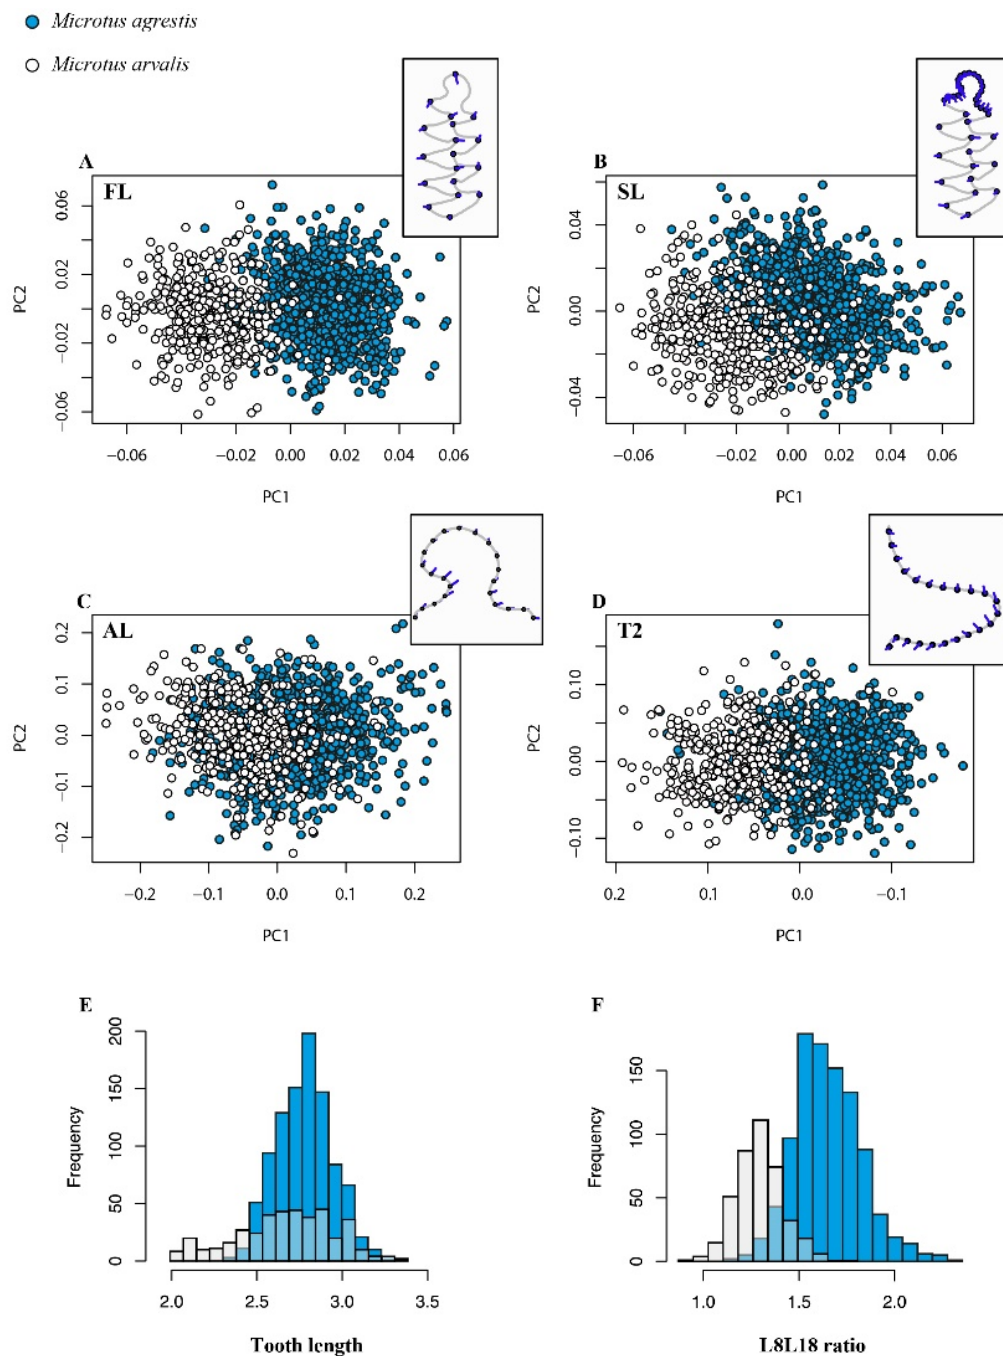 Microtus agrestis
Microtus arvalis
A
FL
PC2
0.06
0.02
−0.02
−0.06
−0.06
−0.02
0.00
0.02
0.04
0.06
PC1
B
SL
PC2
0.04
0.00
−0.04
−0.06
−0.02
0.00
0.02
0.04
0.06
PC1
C
AL
PC2
0.2
0.1
0.0
−0.1
−0.2
−0.2
−0.1
0.0
0.1
0.2
PC1
D
T2
PC2
0.10
0.00
−0.10
0.2
0.1
0.0
−0.1
PC1
E
Frequency
200
150
100
50
0
2.0
2.5
3.0
3.5
Tooth length
F
Frequency
150
100
50
0
1.0
1.5
2.0
L8L18 ratio